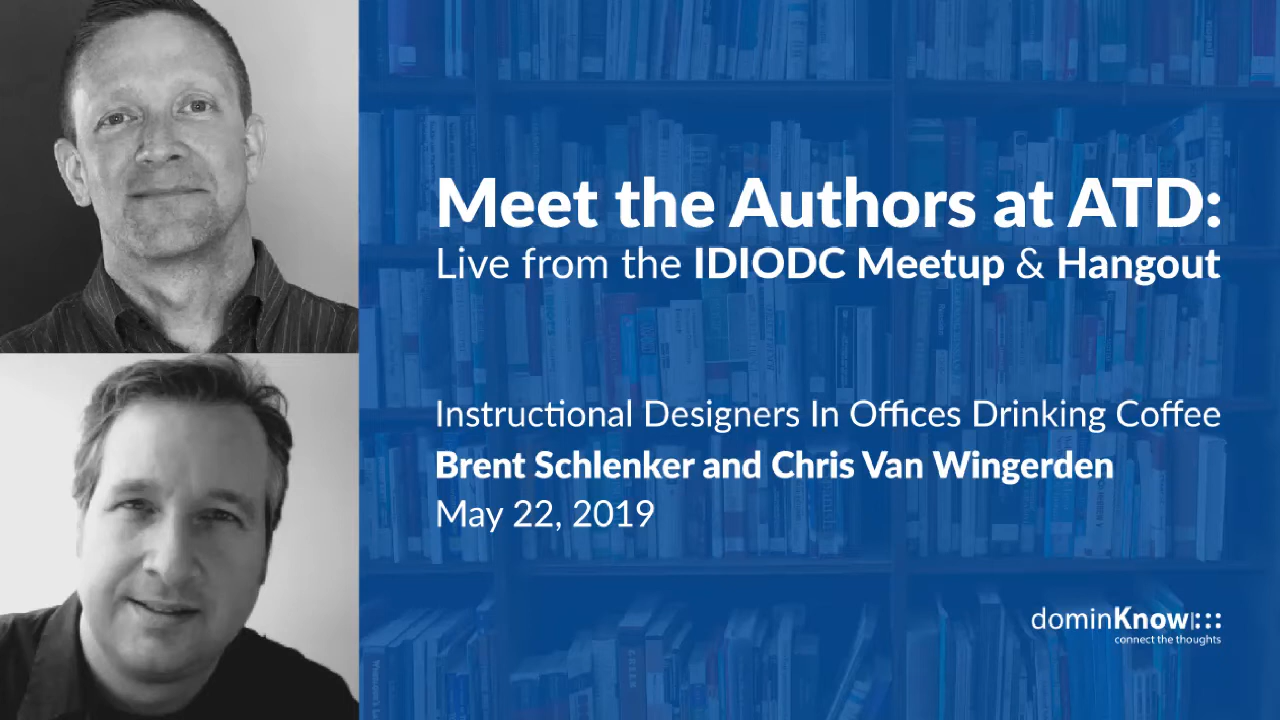 Meet the Authors at ATD:
Live from the IDIODC Meetup & Hangout
Instructional Designers In Offices Drinking Coffee
Brent Schlenker and Chris Van Wingerden
May 22, 2019
dominKnow
connect the thoughts